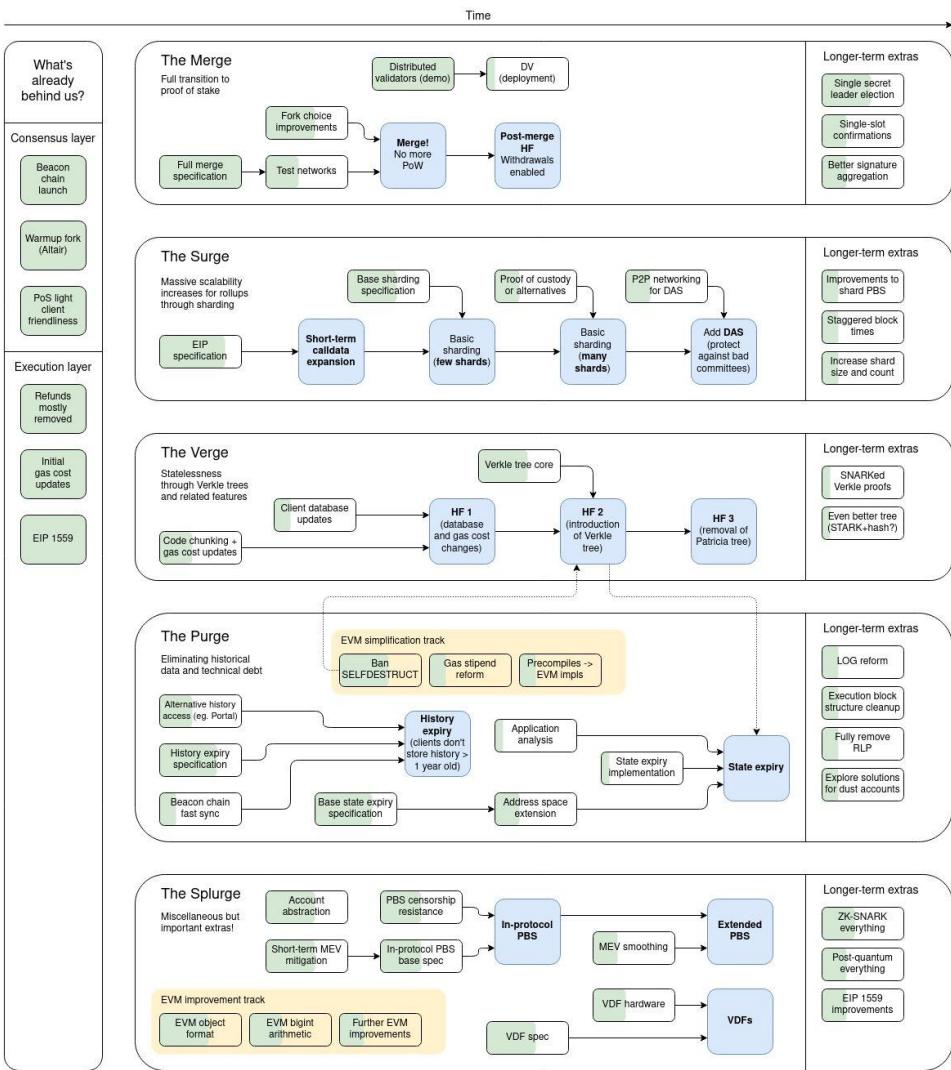 Time
What's
already
behind us?
Consensus layer
Beacon
chain
launch
Warmup fork
(Altair)
PoS light
client
friendliness
Execution layer
Refunds
mostly
removed
Initial
gas cost
updates
EIP 1559
The Merge
Full transition to
proof of stake
Distributed
validators (demo)
DV
(deployment)
Fork choice
improvements
Full merge
specification
Test networks
Merge!
No more
PoW
Post-merge
HF
Withdrawals
enabled
Longer-term extras
Single secret
leader election
Single-slot
confirmations
Better signature
aggregation
The Surge
Massive scalability
increases for rollups
through sharding
Base sharding
specification
Proof of custody
or alternatives
P2P networking
for DAS
EIP
specification
Short-term
calldata
expansion
Basic
sharding
(few shards)
Basic
sharding
(many
shards)
Add DAS
(protect
against bad
committees)
Longer-term extras
Improvements to
shard PBS
Staggered block
times
Increase shard
size and count
The Verge
Statelessness
through Verkle trees
and related features
Verkle tree core
Client database
updates
Code chunking +
gas cost updates
HF 1
(database
and gas cost
changes)
HF 2
(introduction
of Verkle
tree)
HF 3
(removal of
Patricia tree)
Longer-term extras
SNARKed
Verkle proofs
Even better tree
(STARK+hash?)
The Purge
Eliminating historical
data and technical debt
EVM simplification track
Ban
SELFDESTRUCT
Gas stipend
reform
Precompiles ->
EVM impls
Alternative history
access (eg. Portal)
History expiry
specification
Beacon chain
fast sync
History
expiry
(clients don't
store history >
1 year old)
Base state expiry
specification
Application
analysis
State expiry
implementation
Address space
extension
State expiry
Longer-term extras
LOG reform
Execution block
structure cleanup
Fully remove
RLP
Explore solutions
for dust accounts
The Splurge
Miscellaneous but
important extras!
Account
abstraction
PBS censorship
resistance
Short-term MEV
mitigation
In-protocol PBS
base spec
In-protocol
PBS
MEV smoothing
Extended
PBS
EVM improvement track
EVM object
format
EVM bigint
arithmetic
Further EVM
improvements
VDF hardware
VDF spec
VDFs
Longer-term extras
ZK-SNARK
everything
Post-quantum
everything
EIP 1559
improvements